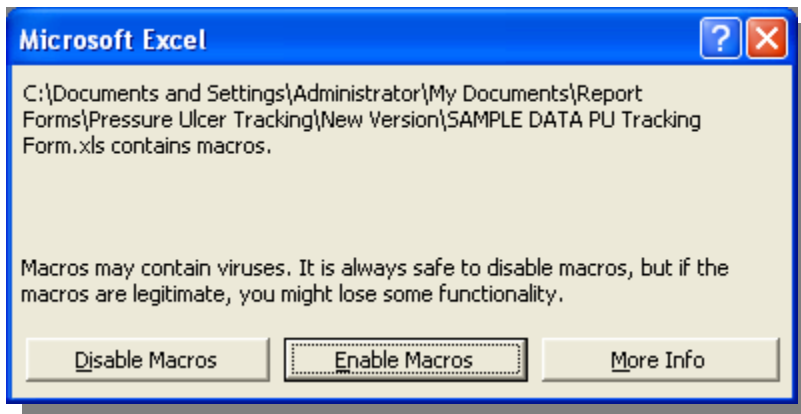 Microsoft Excel
?
C:\Documents and Settings\Administrator\My Documents\Report
Forms\Pressure Ulcer Tracking\New Version\SAMPLE DATA PU Tracking
Form.xls contains macros.
Macros may contain viruses. It is always safe to disable macros, but if the
macros are legitimate, you might lose some functionality.
Disable Macros Enable Macros More Info